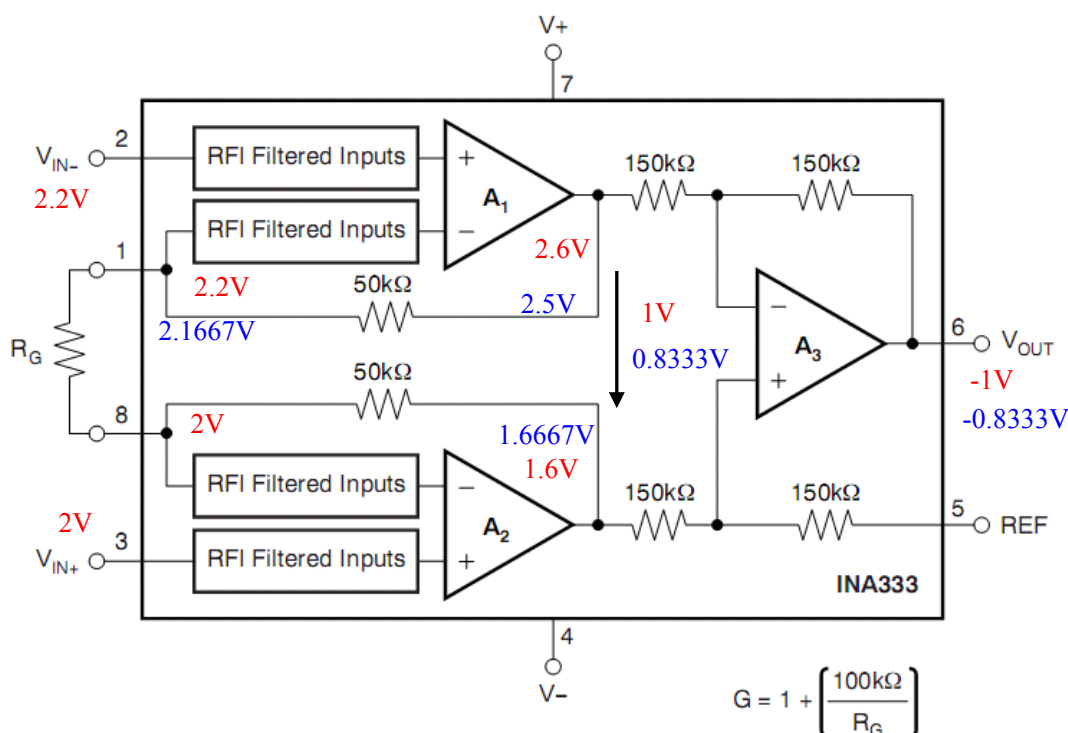 V+
7
2
VIN–
RFI Filtered Inputs
+
A1
150kΩ
150kΩ
2.2V
RFI Filtered Inputs
–
1
2.2V
2.6V
50kΩ
2.1667V
2.5V
1V
–
RG
0.8333V
A3
6
VOUT
50kΩ
+
-1V
8
2V
1.6667V
-0.8333V
1.6V
RFI Filtered Inputs
–
150kΩ
150kΩ
2V
A2
5
REF
3
VIN+
RFI Filtered Inputs
+
INA333
4
V–
G = 1 + (100kΩ / RG)